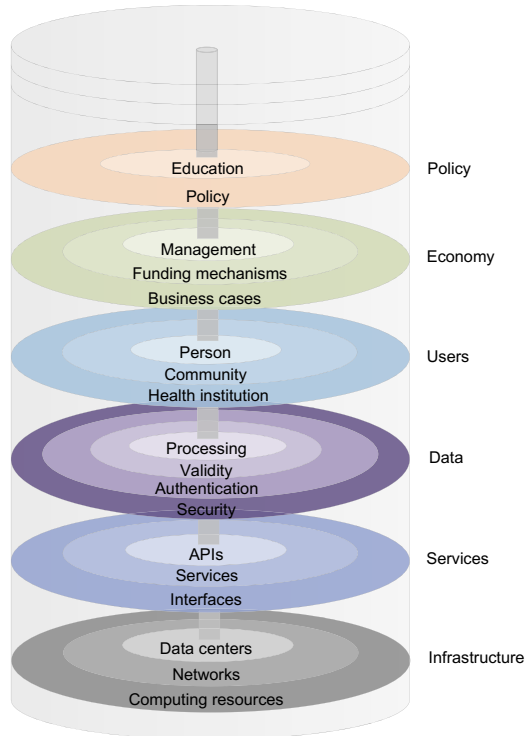 Education
Policy
Policy
Management
Funding mechanisms
Business cases
Economy
Person
Community
Health institution
Users
Processing
Validity
Authentication
Security
Data
APIs
Services
Interfaces
Services
Data centers
Networks
Computing resources
Infrastructure